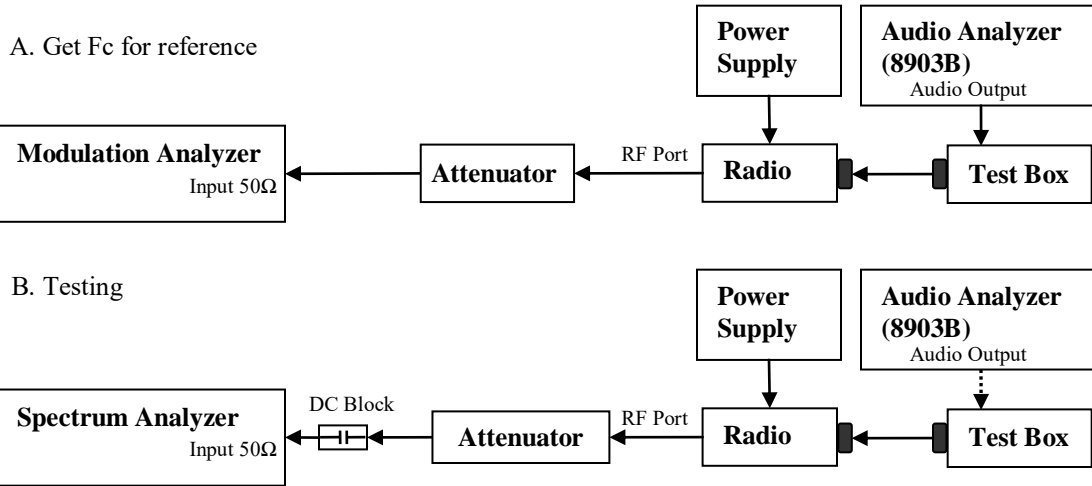 A. Get Fc for reference
Power
Supply
Audio Analyzer
(8903B)
Audio Output
Modulation Analyzer
Input 50Ω
Attenuator
RF Port
Radio
Test Box
B. Testing
Power
Supply
Audio Analyzer
(8903B)
Audio Output
Spectrum Analyzer
Input 50Ω
DC Block
Attenuator
RF Port
Radio
Test Box